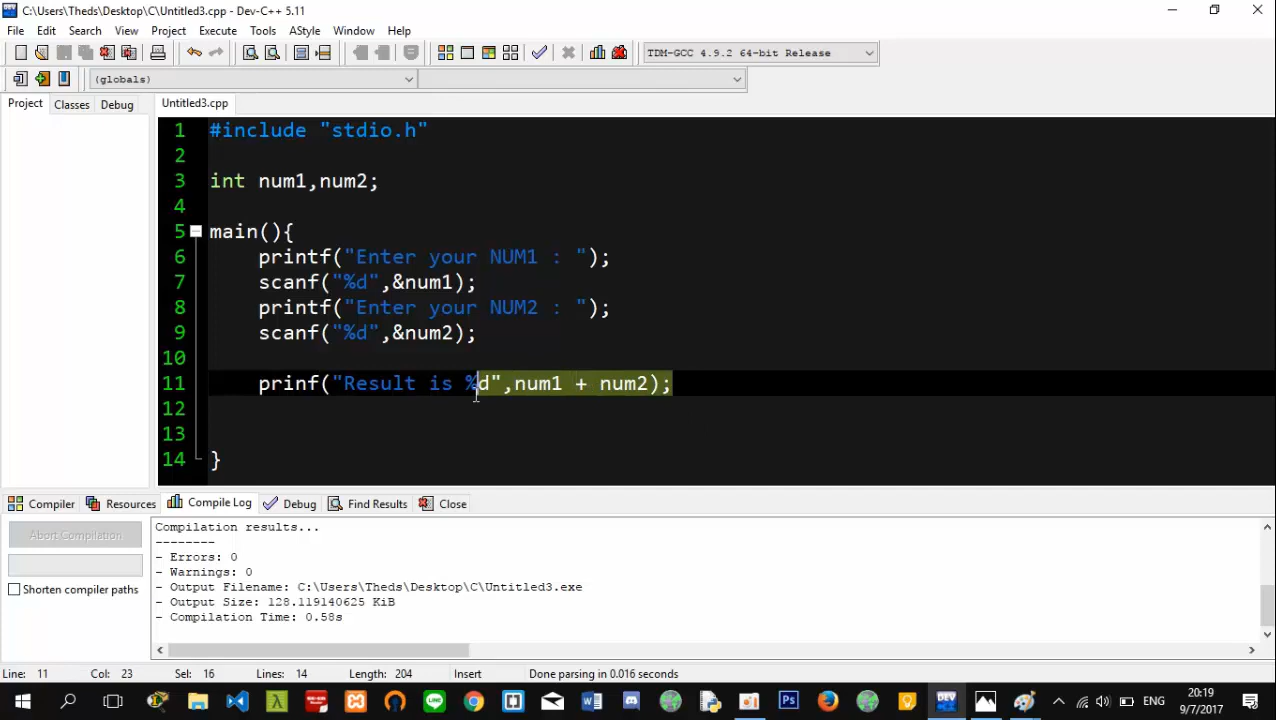 C:\Users\Theds\Desktop\C\Untitled3.cpp - Dev-C++ 5.11
File Edit Search View Project Execute Tools AStyle Window Help
TDM-GCC 4.9.2 64-bit Release
(globals)
Project Classes Debug Untitled3.cpp
1 #include "stdio.h"
2
3 int num1,num2;
4
5 main(){
6 printf("Enter your NUM1 : ");
7 scanf("%d",&num1);
8 printf("Enter your NUM2 : ");
9 scanf("%d",&num2);
10
11 prinf("Result is %d",num1 + num2);
12
13
14 }
Compiler Resources Compile Log Debug Find Results Close
Abort Compilation
Shorten compiler paths
Compilation results...
--------
- Errors: 0
- Warnings: 0
- Output Filename: C:\Users\Theds\Desktop\C\Untitled3.exe
- Output Size: 128.119140625 KiB
- Compilation Time: 0.58s
Line: 11 Col: 23 Sel: 16 Lines: 14 Length: 204 Insert Done parsing in 0.016 seconds
LINE W Ps DEV ENG 20:19
9/7/2017